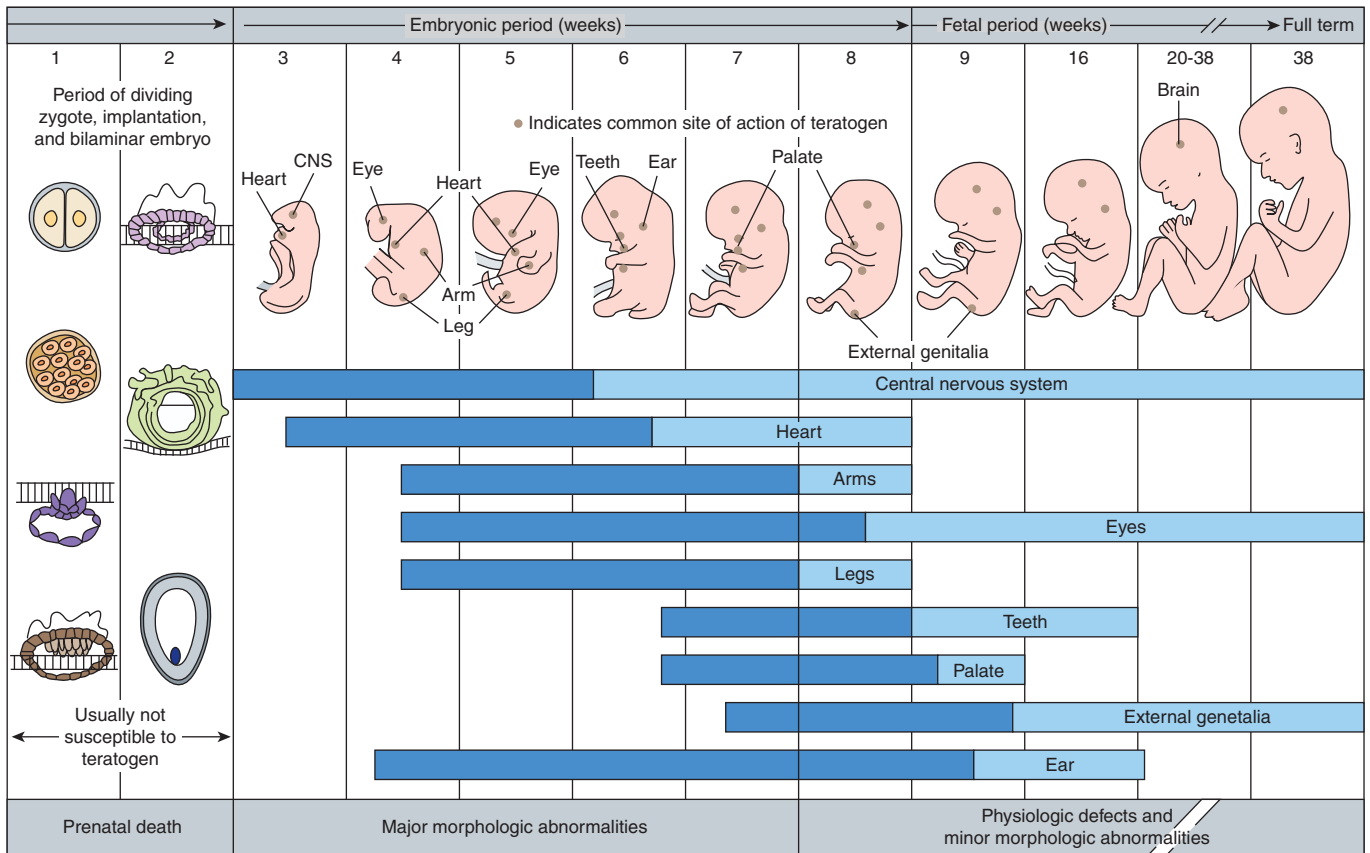 Embryonic period (weeks)
Fetal period (weeks)
Full term
1
2
3
4
5
6
7
8
9
16
20-38
38
Period of dividing
zygote, implantation,
and bilaminar embryo
Indicates common site of action of teratogen
Brain
CNS
Heart
Eye
Heart
Eye
Teeth
Ear
Palate
Arm
Leg
External genitalia
Central nervous system
Heart
Arms
Eyes
Legs
Teeth
Palate
External genetalia
Ear
Usually not
susceptible to
teratogen
Prenatal death
Major morphologic abnormalities
Physiologic defects and
minor morphologic abnormalities